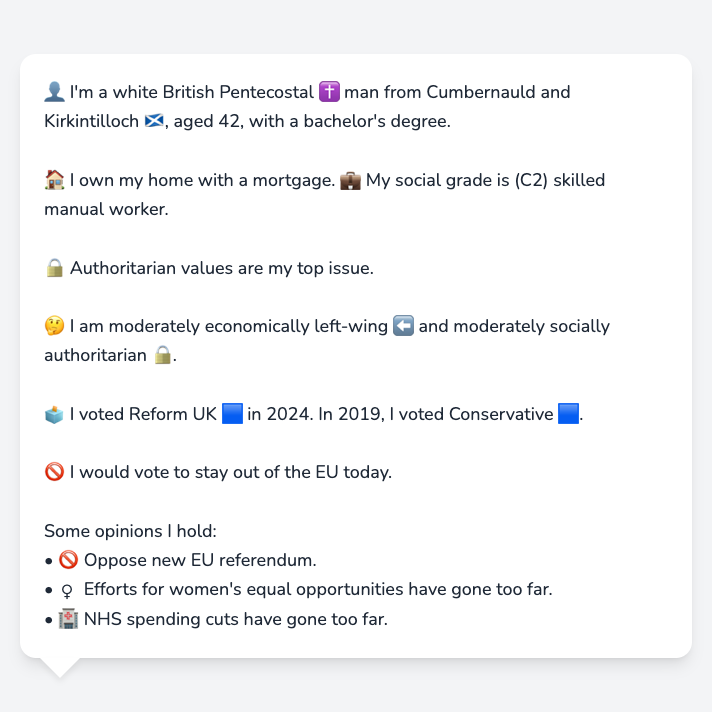 👤 I'm a white British Pentecostal ✝️ man from Cumbernauld and
Kirkintilloch 🏴󠁧󠁢󠁳󠁣󠁴󠁿, aged 42, with a bachelor's degree.
🏠 I own my home with a mortgage. 💼 My social grade is (C2) skilled
manual worker.
🔒 Authoritarian values are my top issue.
🤔 I am moderately economically left-wing ⬅️ and moderately socially
authoritarian 🔒.
🗳️ I voted Reform UK 🟦 in 2024. In 2019, I voted Conservative 🟦.
🚫 I would vote to stay out of the EU today.
Some opinions I hold:
• 🚫 Oppose new EU referendum.
• ♀ Efforts for women's equal opportunities have gone too far.
• 🏥 NHS spending cuts have gone too far.